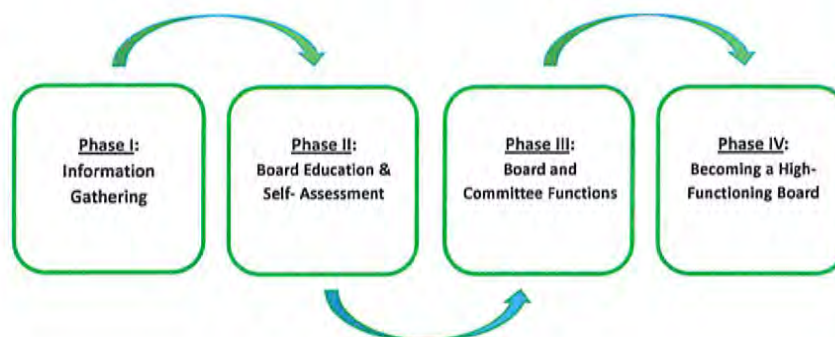 Phase I:
Information
Gathering
Phase II:
Board Education &
Self- Assessment
Phase III:
Board and
Committee Functions
Phase IV:
Becoming a High-
Functioning Board